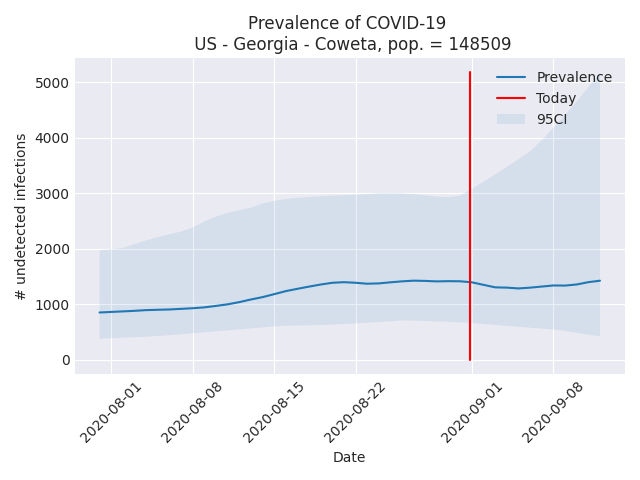 Prevalence of COVID-19
US - Georgia - Coweta, pop. = 148509
Prevalence
Today
95CI
5000
4000
3000
2000
1000
0
# undetected infections
2020-08-01
2020-08-08
2020-08-15
2020-08-22
2020-09-01
2020-09-08
Date